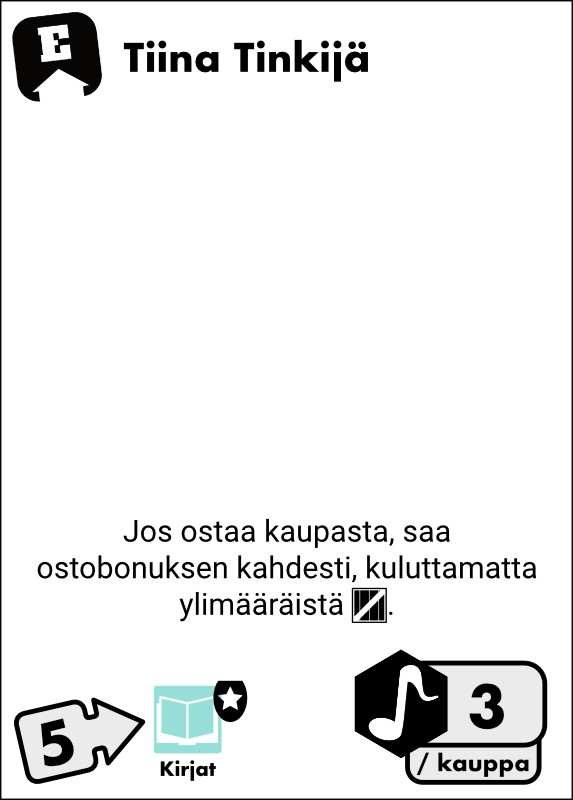 E
Tiina Tinkijä
Jos ostaa kaupasta, saa
ostobonuksen kahdesti, kuluttamatta
ylimääräistä .
5
Kirjat
3
/ kauppa